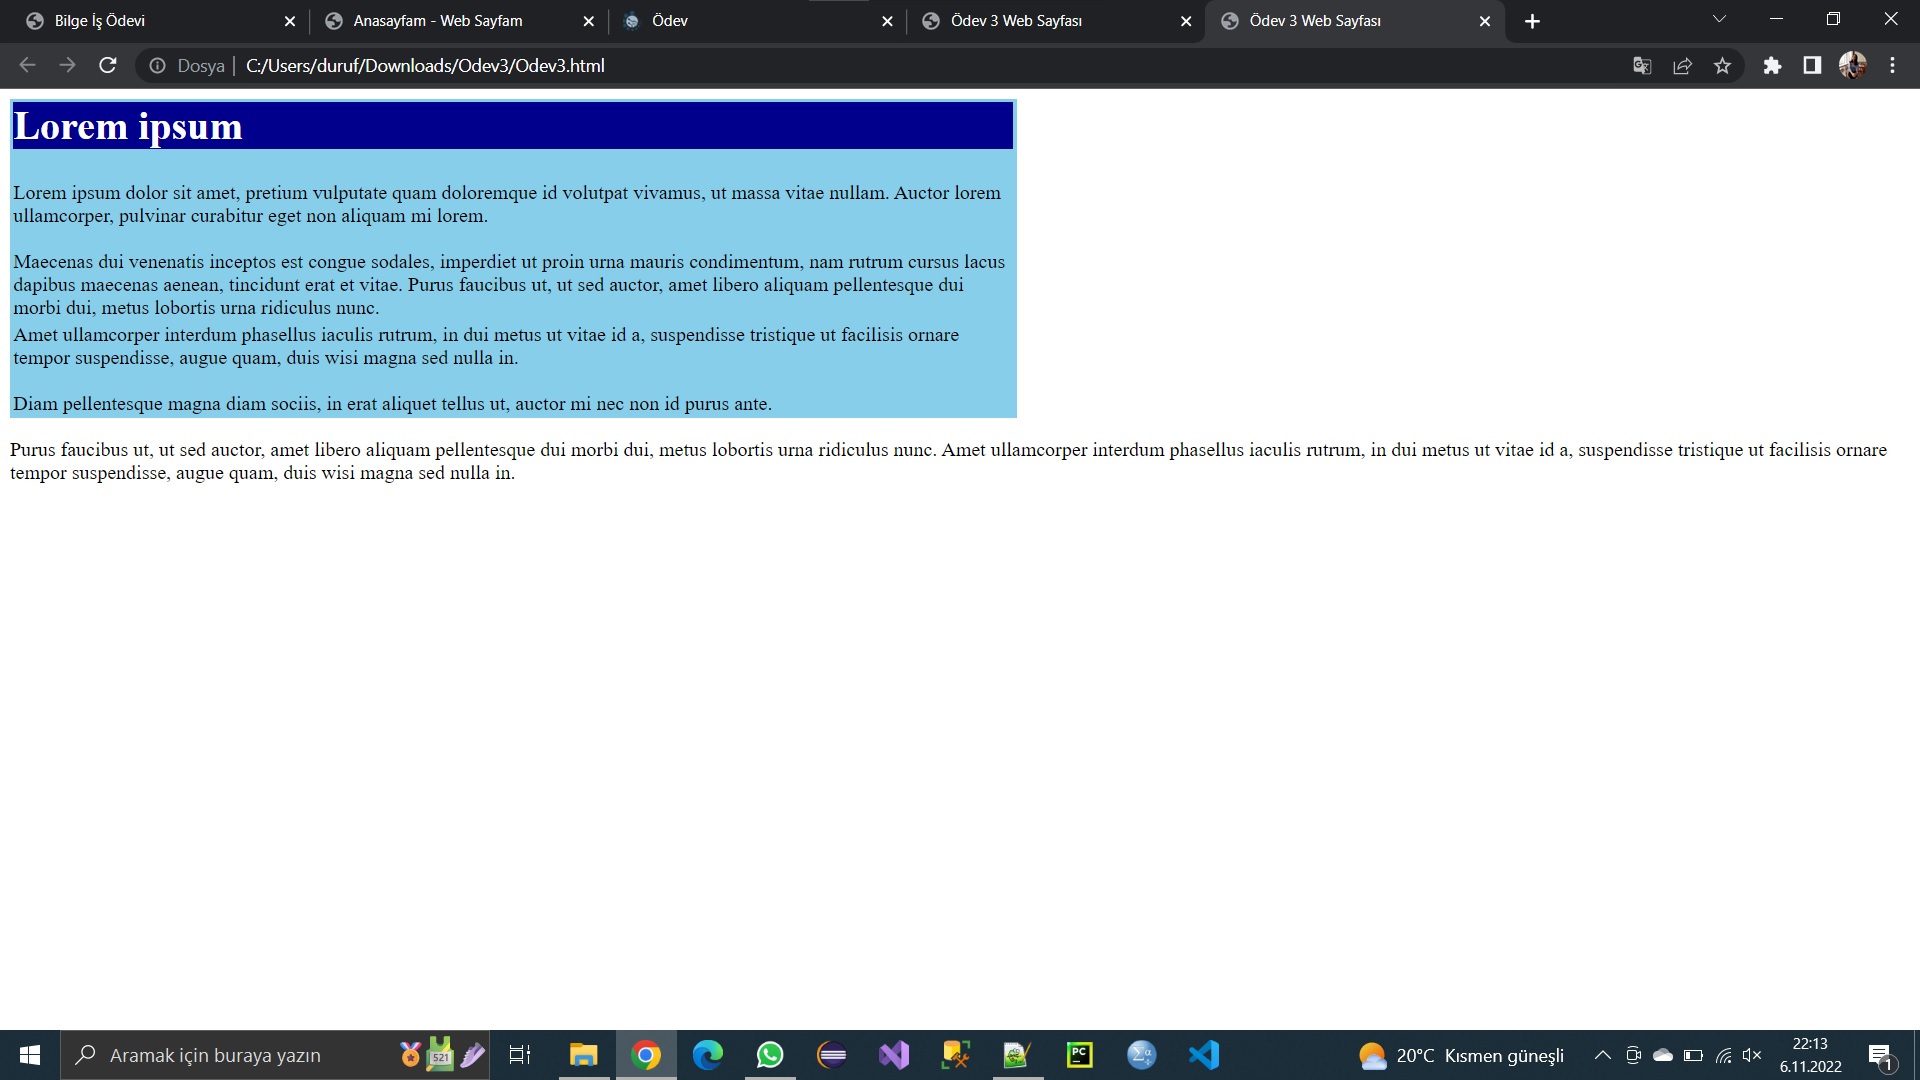 Bilge İş Ödevi
Anasayfam - Web Sayfam
Ödev
Ödev 3 Web Sayfası
Ödev 3 Web Sayfası
Dosya | C:/Users/duruf/Downloads/Odev3/Odev3.html
Lorem ipsum
Lorem ipsum dolor sit amet, pretium vulputate quam doloremque id volutpat vivamus, ut massa vitae nullam. Auctor lorem
ullamcorper, pulvinar curabitur eget non aliquam mi lorem.
Maecenas dui venenatis inceptos est congue sodales, imperdiet ut proin urna mauris condimentum, nam rutrum cursus lacus
dapibus maecenas aenean, tincidunt erat et vitae. Purus faucibus ut, ut sed auctor, amet libero aliquam pellentesque dui
morbi dui, metus lobortis urna ridiculus nunc.
Amet ullamcorper interdum phasellus iaculis rutrum, in dui metus ut vitae id a, suspendisse tristique ut facilisis ornare
tempor suspendisse, augue quam, duis wisi magna sed nulla in.
Diam pellentesque magna diam sociis, in erat aliquet tellus ut, auctor mi nec non id purus ante.
Purus faucibus ut, ut sed auctor, amet libero aliquam pellentesque dui morbi dui, metus lobortis urna ridiculus nunc. Amet ullamcorper interdum phasellus iaculis rutrum, in dui metus ut vitae id a, suspendisse tristique ut facilisis ornare
tempor suspendisse, augue quam, duis wisi magna sed nulla in.
Aramak için buraya yazın
521
PC
20°C Kısmen güneşli
22:13
6.11.2022
1